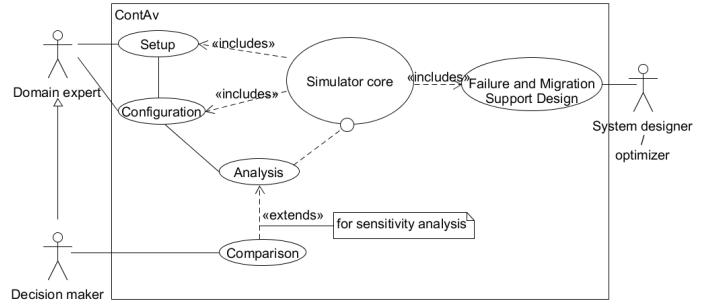 ContAv
Setup
«includes»
Simulator core
Domain expert
Configuration
«includes»
«includes»
Failure and Migration
Support Design
System designer
/
optimizer
Analysis
«extends»
for sensitivity analysis
Comparison
Decision maker